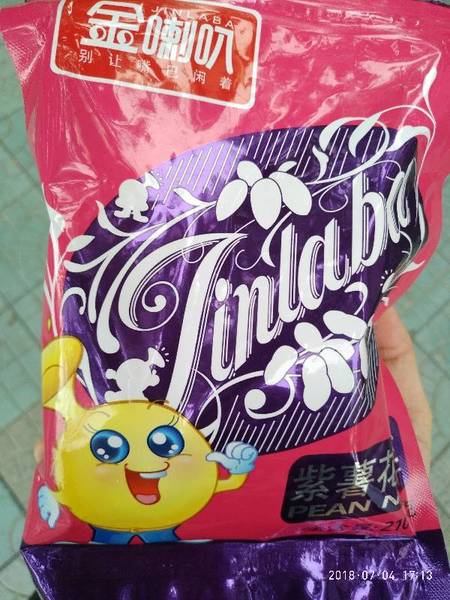 JINLABA
金喇叭
别让嘴巴闲着
Jinlaba
紫薯花
PEAN N
2018-07-04 17:13